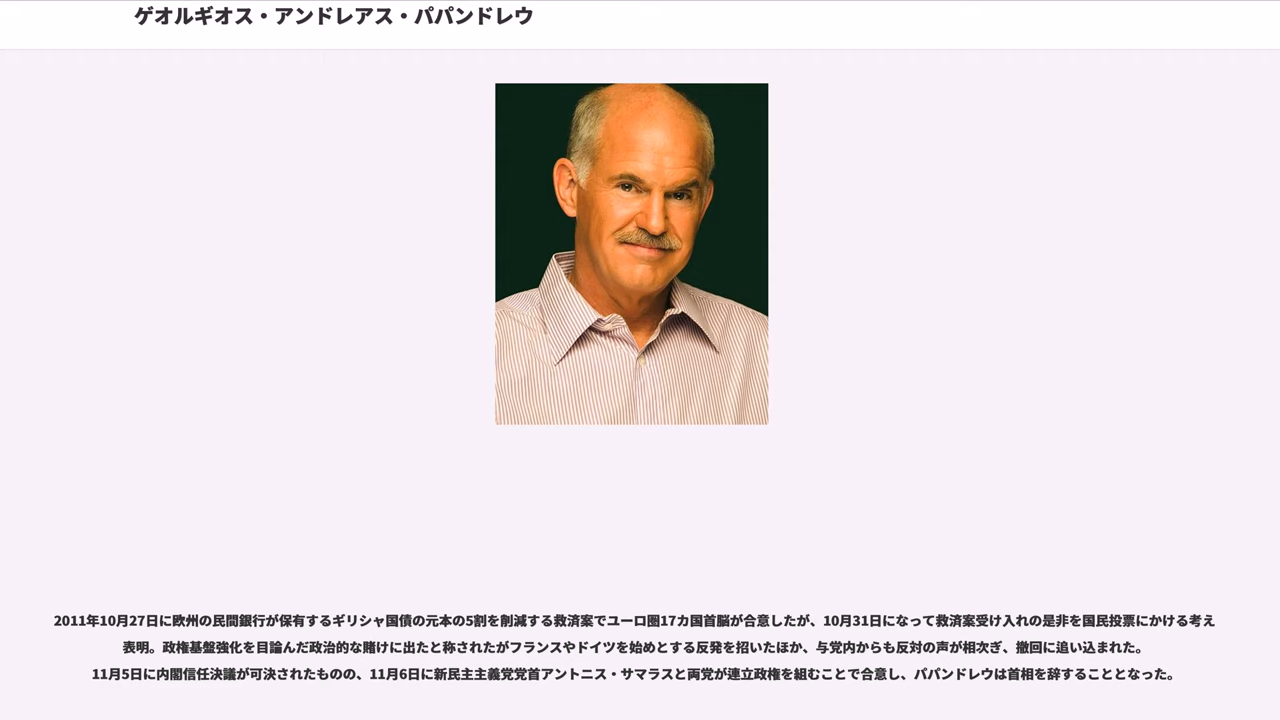 ゲオルギオス・アンドレアス・パパンドレウ
2011年10月27日に欧州の民間銀行が保有するギリシャ国債の元本の5割を削減する救済案でユーロ圏17カ国首脳が合意したが、10月31日になって救済案受け入れの是非を国民投票にかける考え
表明。政権基盤強化を目論んだ政治的な賭けに出たと称されたがフランスやドイツを始めとする反発を招いたほか、与党内からも反対の声が相次ぎ、撤回に追い込まれた。
11月5日に内閣信任決議が可決されたものの、11月6日に新民主主義党党首アントニス・サマラスと両党が連立政権を組むことで合意し、パパンドレウは首相を辞することとなった。